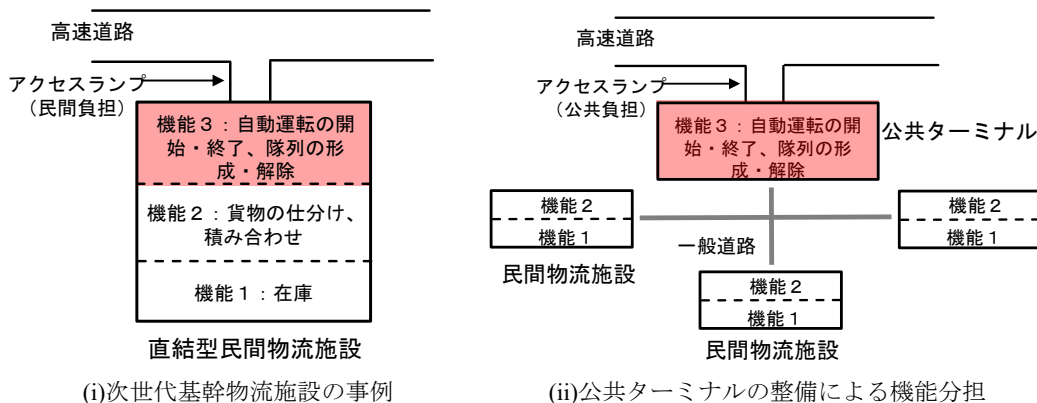 高速道路
アクセスランプ
（民間負担）
機能３：自動運転の開
始・終了、隊列の形
成・解除
機能２：貨物の仕分け、
積み合わせ
機能１：在庫
直結型民間物流施設
(i)次世代基幹物流施設の事例
高速道路
アクセスランプ
（公共負担）
機能３：自動運転の開
始・終了、隊列の形
成・解除
公共ターミナル
機能２
機能１
民間物流施設
一般道路
機能２
機能１
機能２
機能１
民間物流施設
(ii)公共ターミナルの整備による機能分担